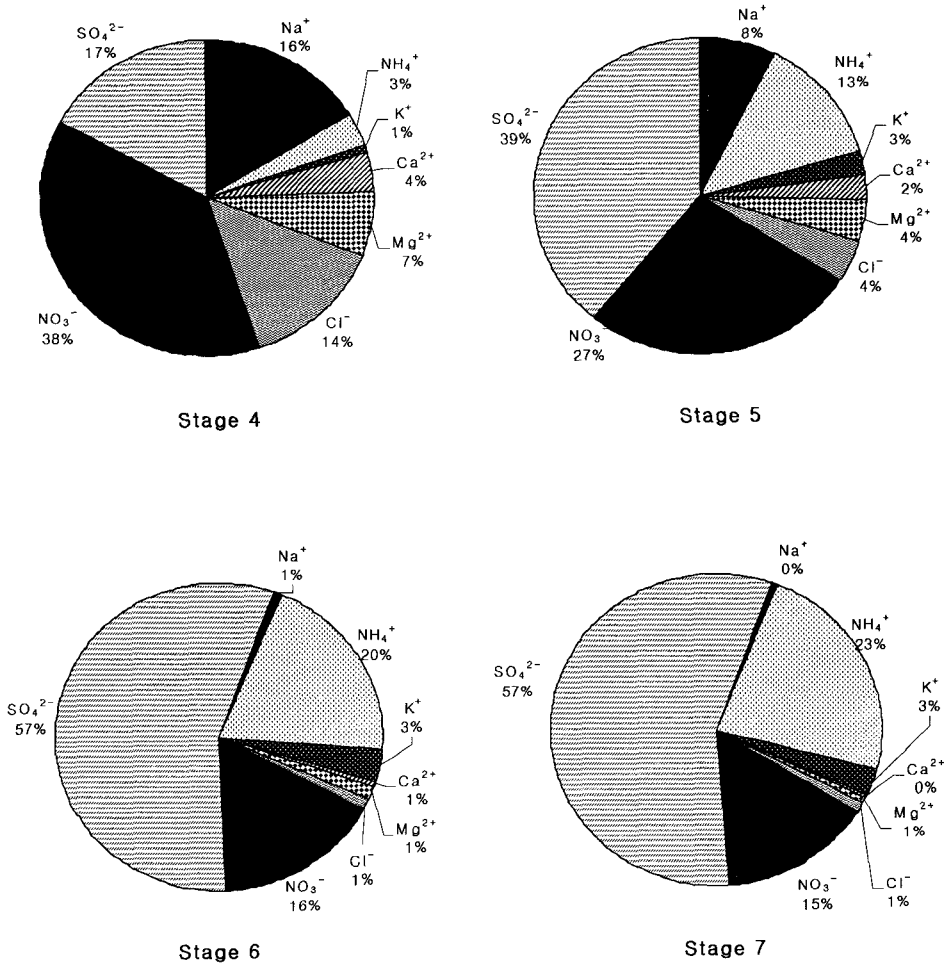 SO₄²⁻
17%
Na⁺
16%
NH₄⁺
3%
K⁺
1%
Ca²⁺
4%
Mg²⁺
7%
Cl⁻
14%
NO₃⁻
38%
Stage 4
Na⁺
8%
NH₄⁺
13%
K⁺
3%
Ca²⁺
2%
Mg²⁺
4%
Cl⁻
4%
NO₃⁻
27%
SO₄²⁻
39%
Stage 5
Na⁺
1%
NH₄⁺
20%
K⁺
3%
Ca²⁺
1%
Mg²⁺
1%
Cl⁻
1%
NO₃⁻
16%
SO₄²⁻
57%
Stage 6
Na⁺
0%
NH₄⁺
23%
K⁺
3%
Ca²⁺
0%
Mg²⁺
1%
Cl⁻
1%
NO₃⁻
15%
SO₄²⁻
57%
Stage 7